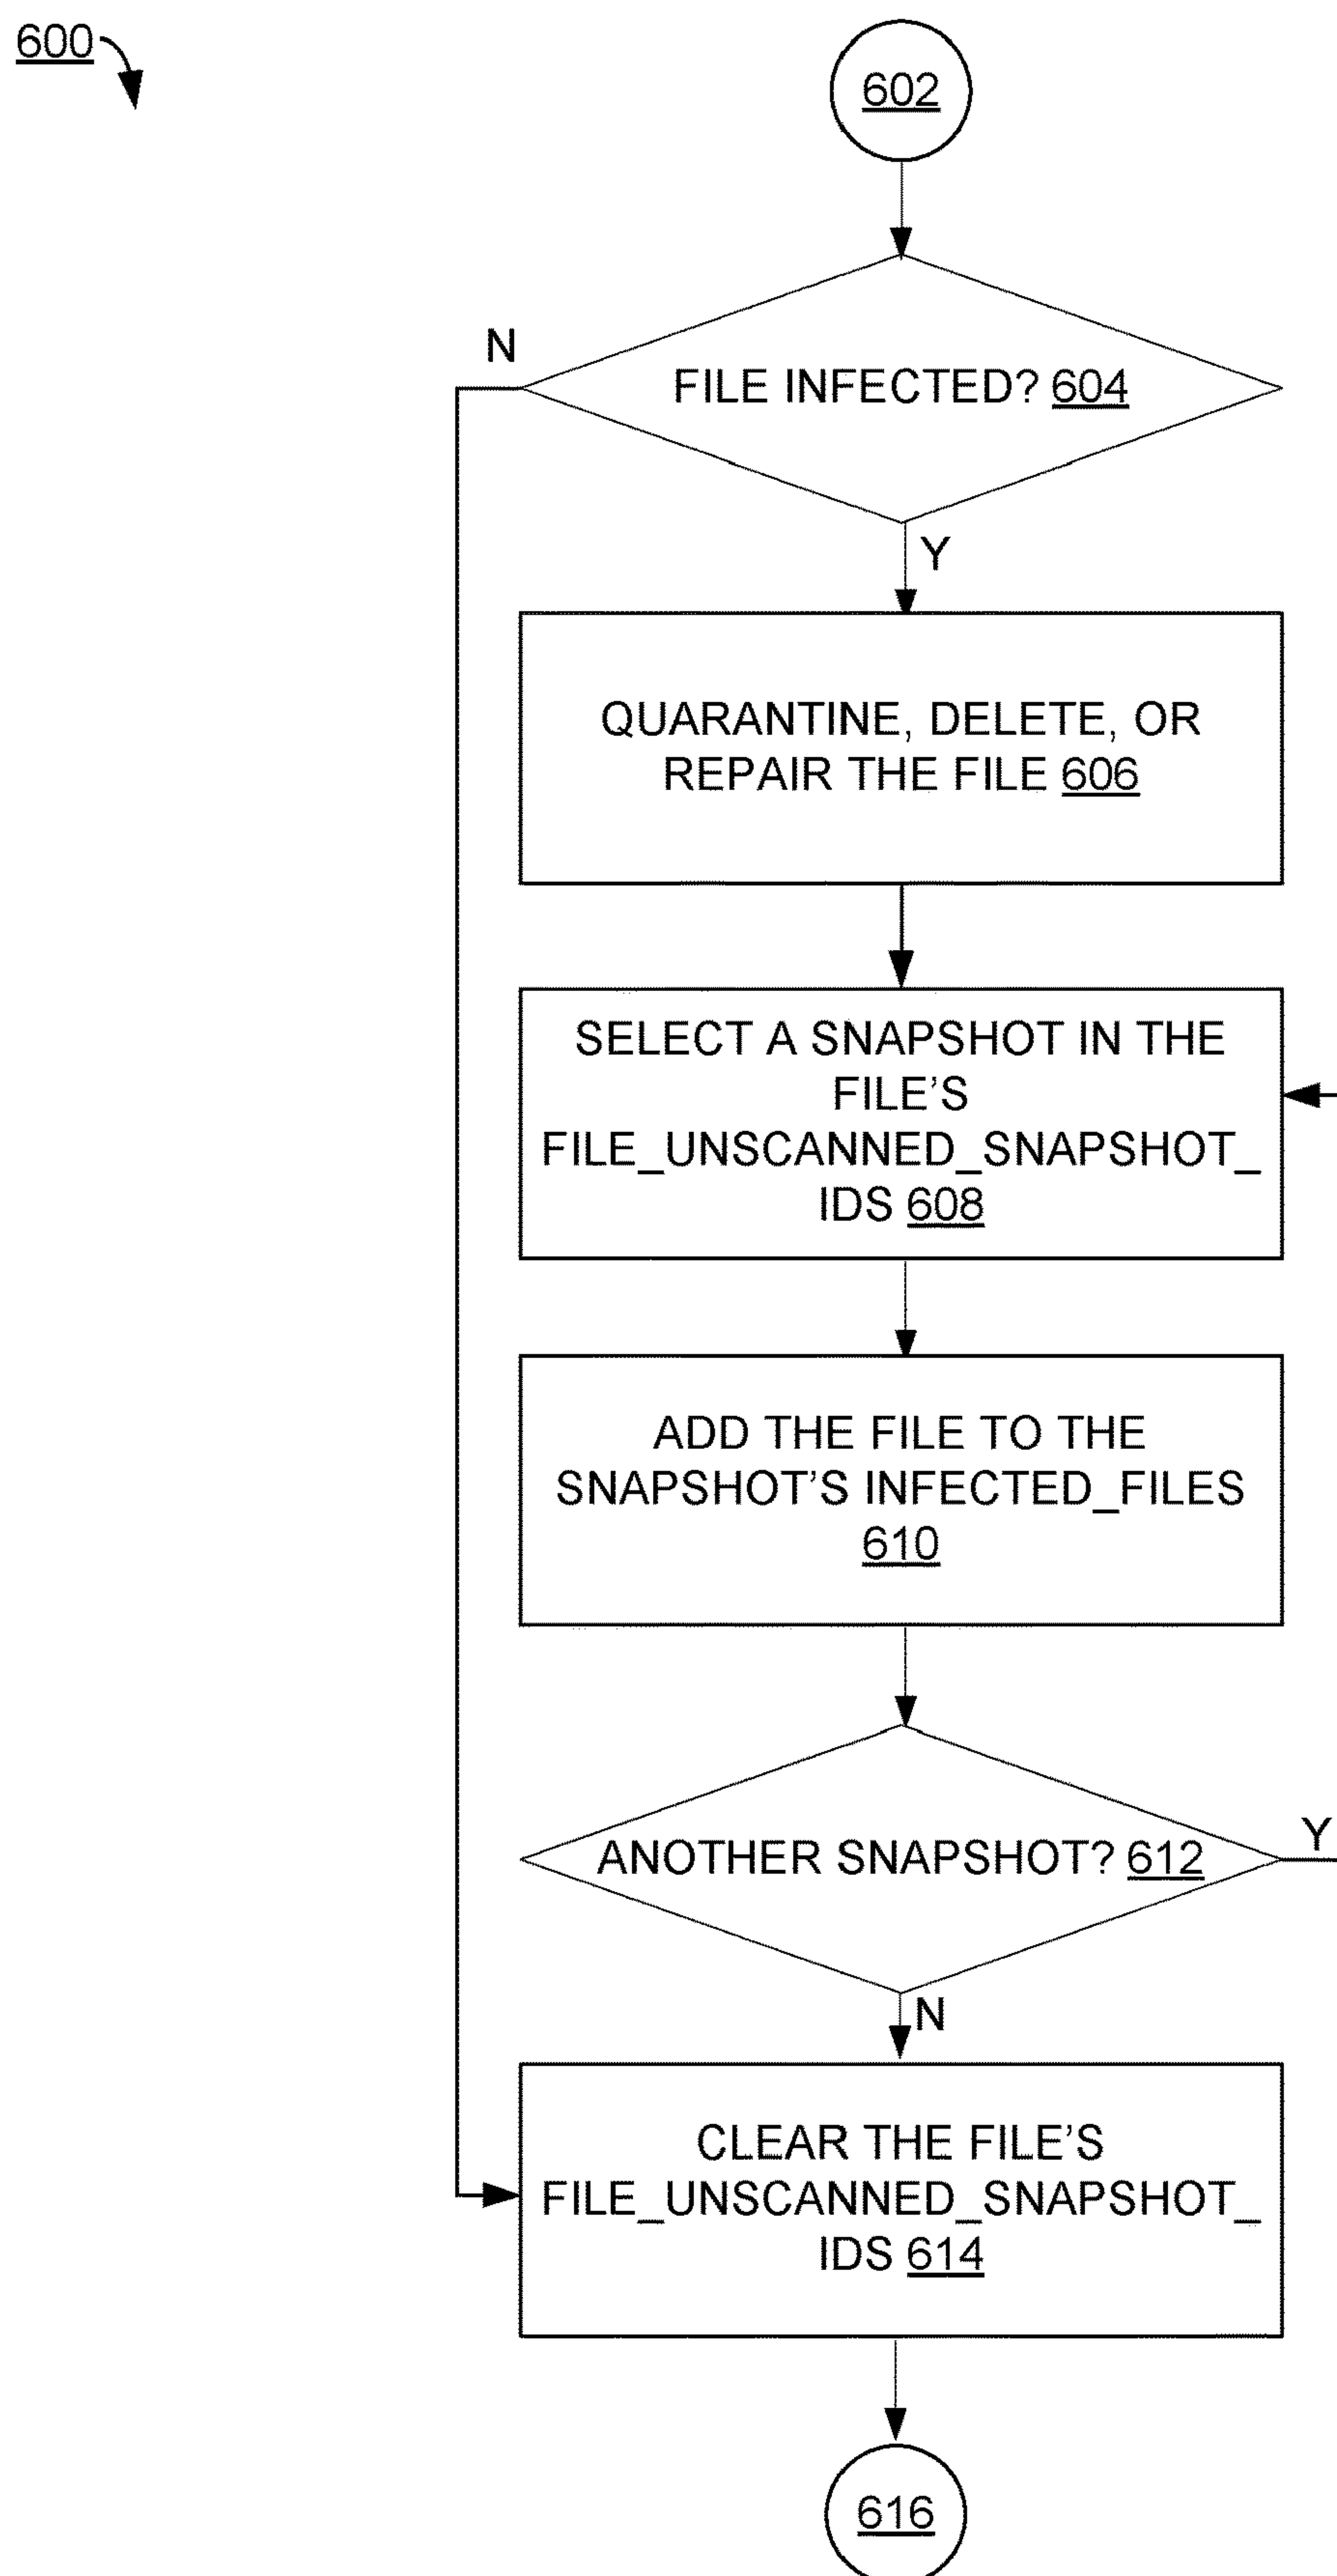 600
602
N
FILE INFECTED? 604
Y
QUARANTINE, DELETE, OR
REPAIR THE FILE 606
SELECT A SNAPSHOT IN THE
FILE’S
FILE_UNSCANNED_SNAPSHOT_
IDS 608
ADD THE FILE TO THE
SNAPSHOT’S INFECTED_FILES
610
ANOTHER SNAPSHOT? 612
Y
N
CLEAR THE FILE’S
FILE_UNSCANNED_SNAPSHOT_
IDS 614
616